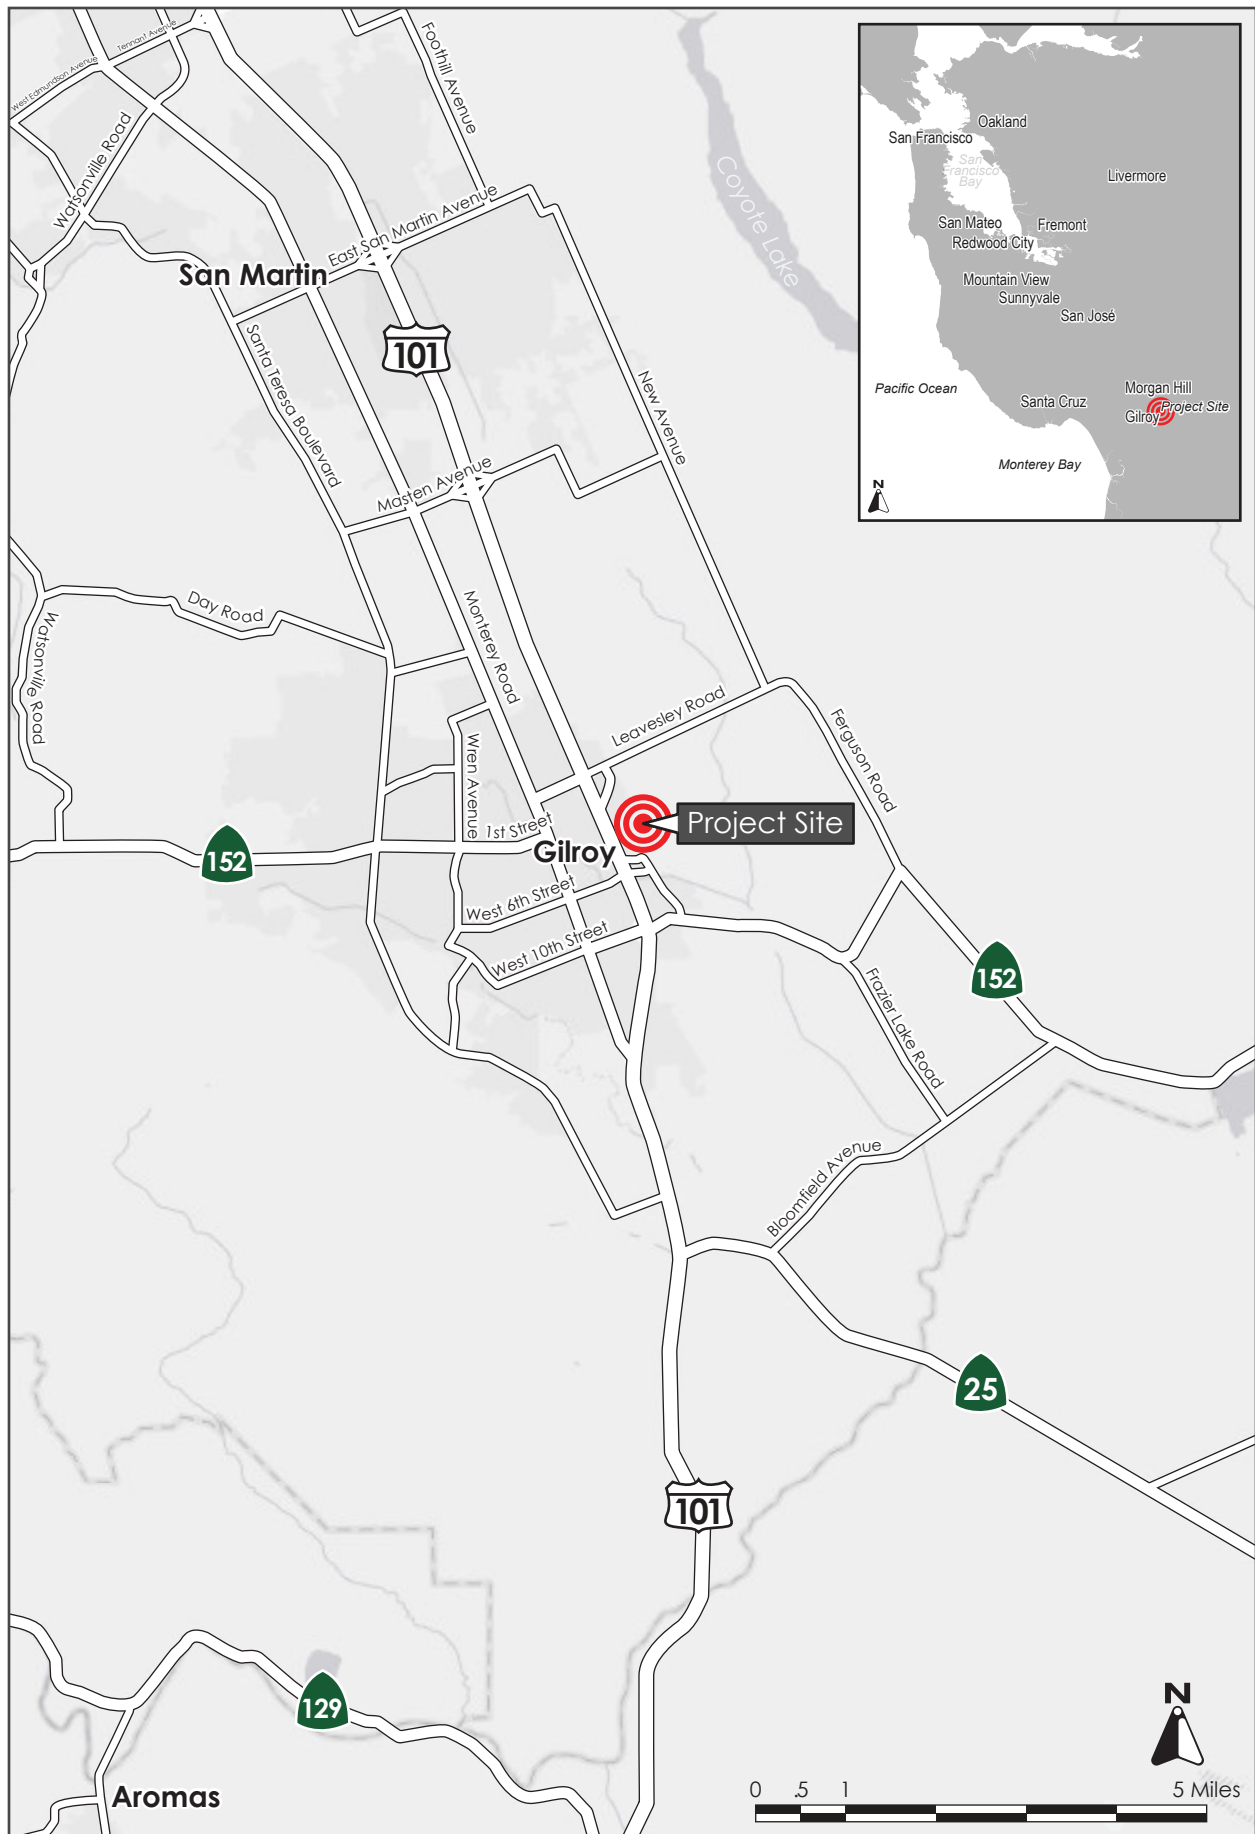 Tennant Avenue
West Edmundson Avenue
Foothill Avenue
Watsonville Road
East San Martin Avenue
San Martin
Coyote Lake
101
Santa Teresa Boulevard
New Avenue
Masten Avenue
Day Road
Watsonville Road
Monterey Road
Leavesley Road
Ferguson Road
Wren Avenue
1st Street
Project Site
Gilroy
152
West 6th Street
West 10th Street
152
Frazier Lake Road
Bloomfield Avenue
25
101
129
Aromas
N
0 .5 1 5 Miles
Oakland
San Francisco
San
Francisco
Bay
Livermore
San Mateo
Fremont
Redwood City
Mountain View
Sunnyvale
San José
Pacific Ocean
Morgan Hill
Santa Cruz
Project Site
Gilroy
Monterey Bay
N